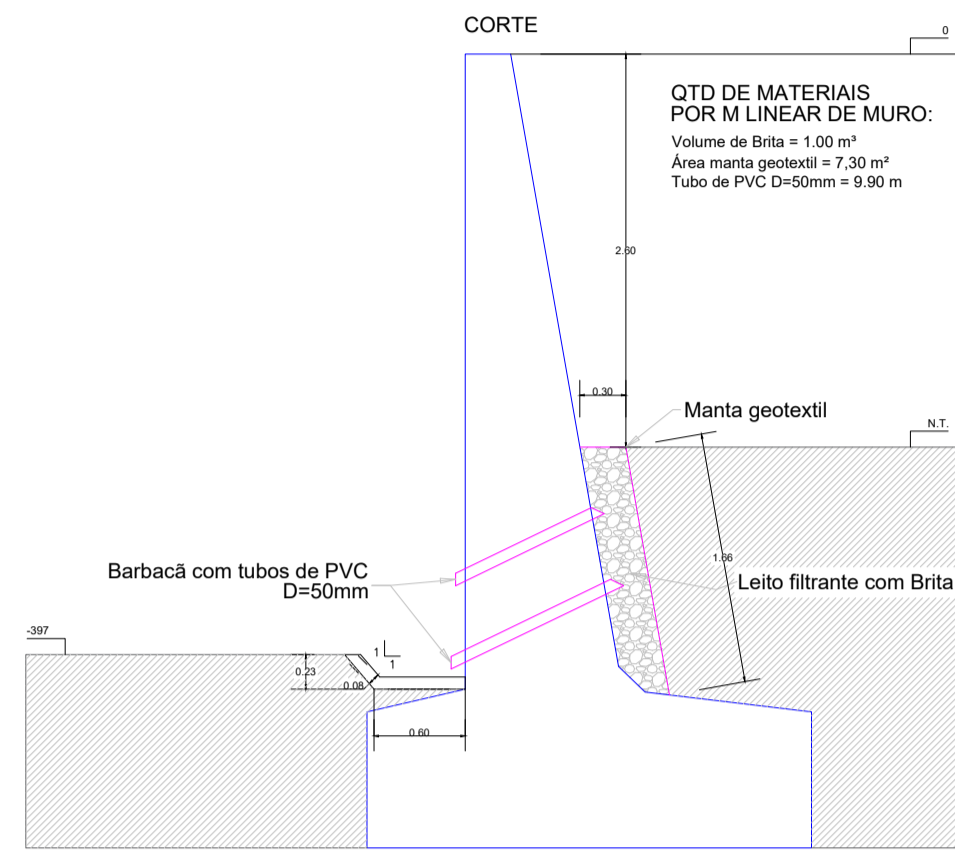 CORTE
0
QTD DE MATERIAIS
POR M LINEAR DE MURO:
Volume de Brita = 1.00 m³
Área manta geotextil = 7,30 m²
Tubo de PVC D=50mm = 9.90 m
2.60
0.30
Manta geotextil
N.T.
1.66
Barbacã com tubos de PVC
D=50mm
Leito filtrante com Brita
-397
1
1
0.23
0.08
0.60